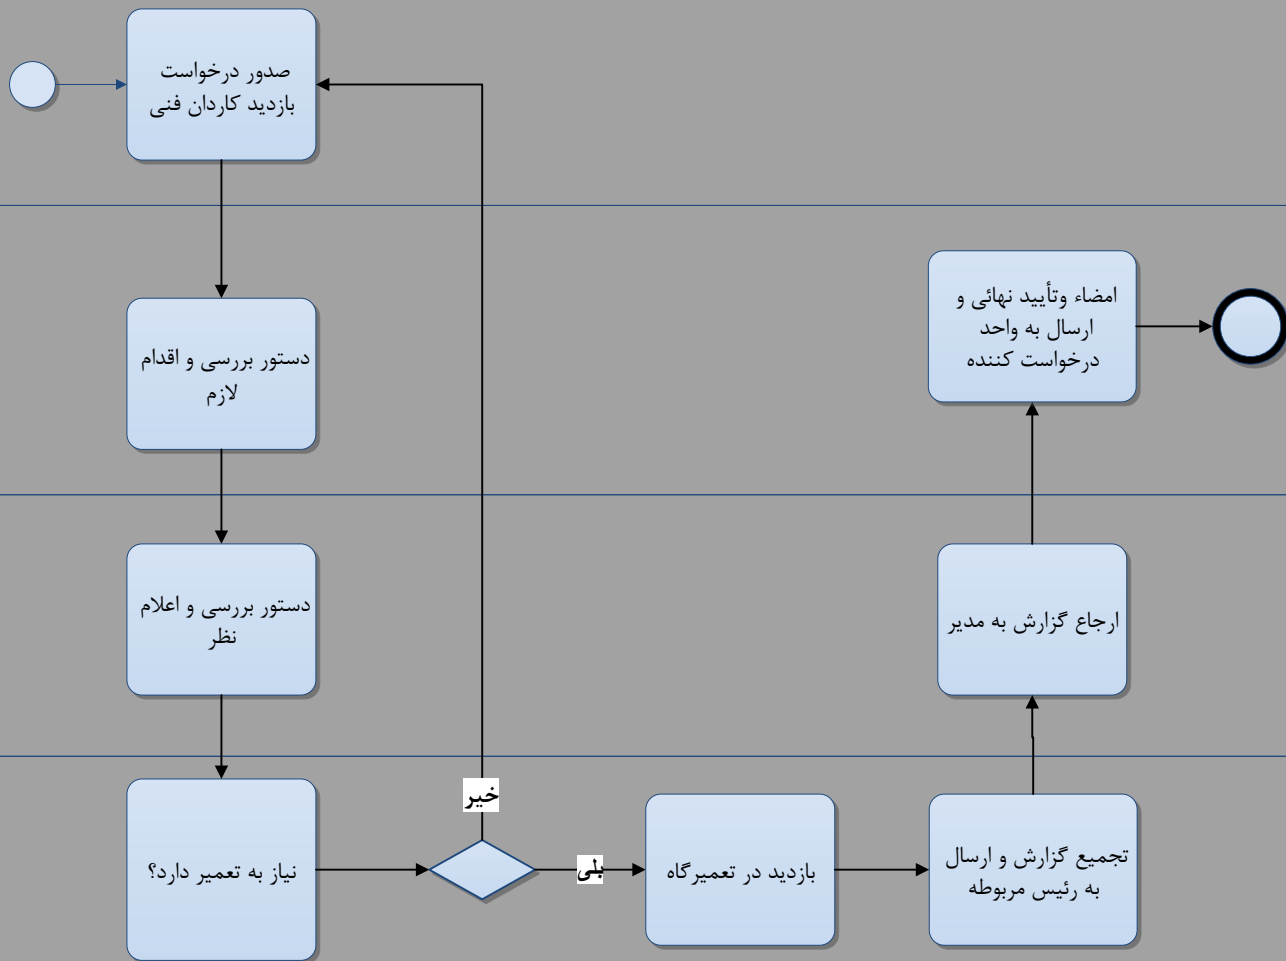 صدور درخواست
بازدید کاردان فنی
دستور بررسی و اقدام
لازم
دستور بررسی و اعلام
نظر
نیاز به تعمیر دارد؟
خیر
بلی
بازدید در تعمیرگاه
تجمیع گزارش و ارسال
به رئیس مربوطه
ارجاع گزارش به مدیر
امضاء وتأیید نهائی و
ارسال به واحد
درخواست کننده